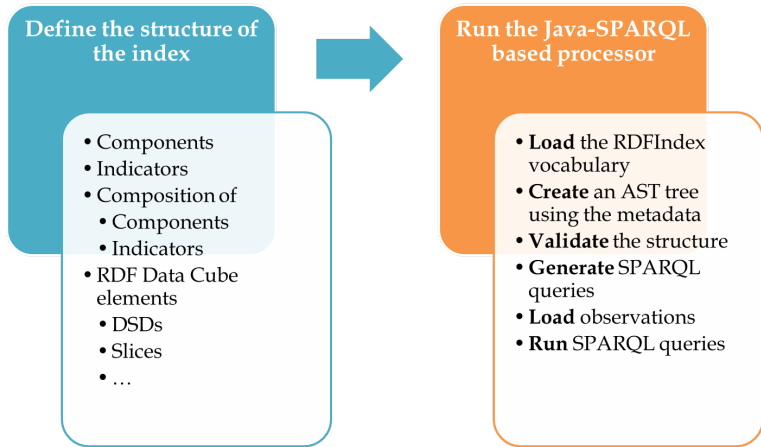 Define the structure of
the index
• Components
• Indicators
• Composition of
• Components
• Indicators
• RDF Data Cube
elements
• DSDs
• Slices
• …
Run the Java-SPARQL
based processor
• Load the RDFIndex
vocabulary
• Create an AST tree
using the metadata
• Validate the structure
• Generate SPARQL
queries
• Load observations
• Run SPARQL queries